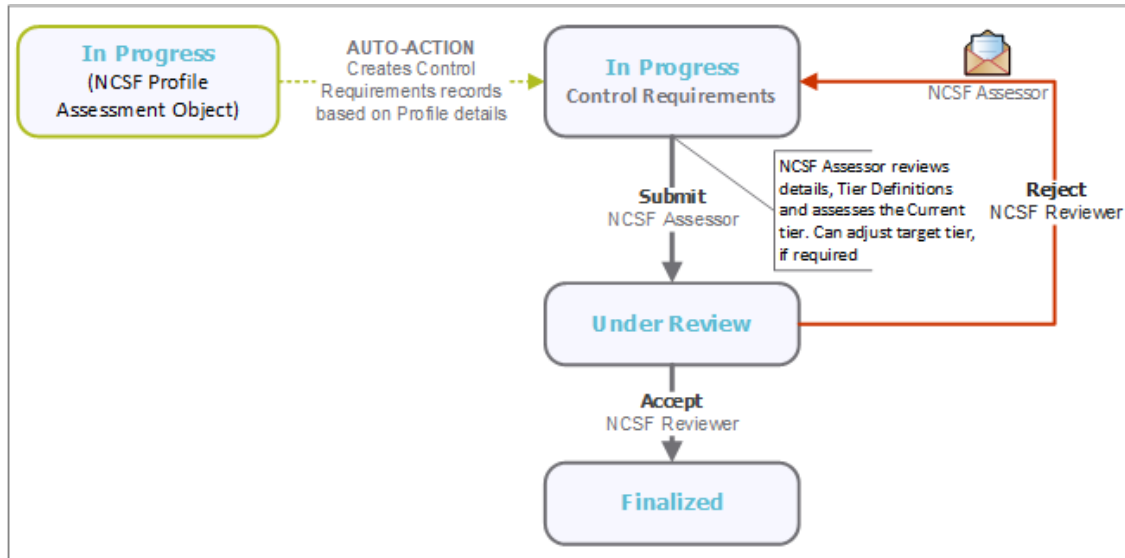 In Progress
(NCSF Profile
Assessment Object)
AUTO-ACTION
Creates Control
Requirements records
based on Profile details
In Progress
Control Requirements
NCSF Assessor
NCSF Assessor reviews
details, Tier Definitions
and assesses the Current
tier. Can adjust target tier,
if required
Reject
NCSF Reviewer
Submit
NCSF Assessor
Under Review
Accept
NCSF Reviewer
Finalized